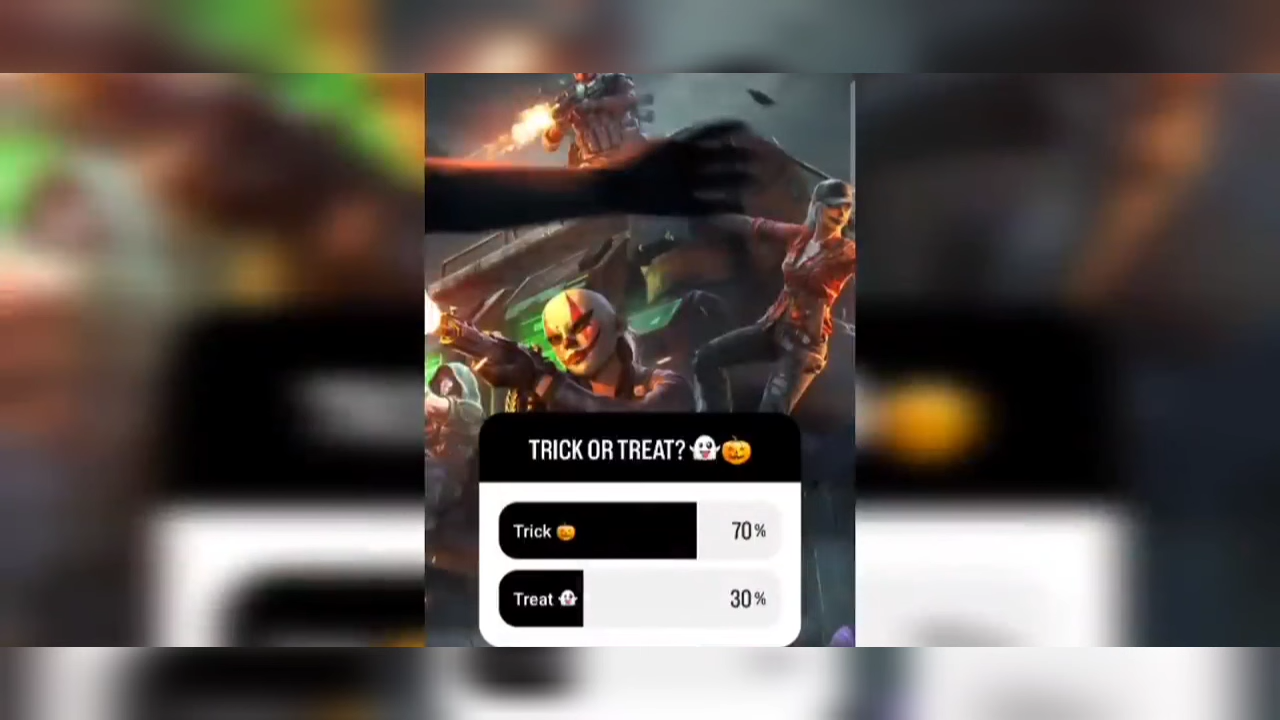 TRICK OR TREAT?👻🎃
Trick 🎃 70%
Treat 👻 30%